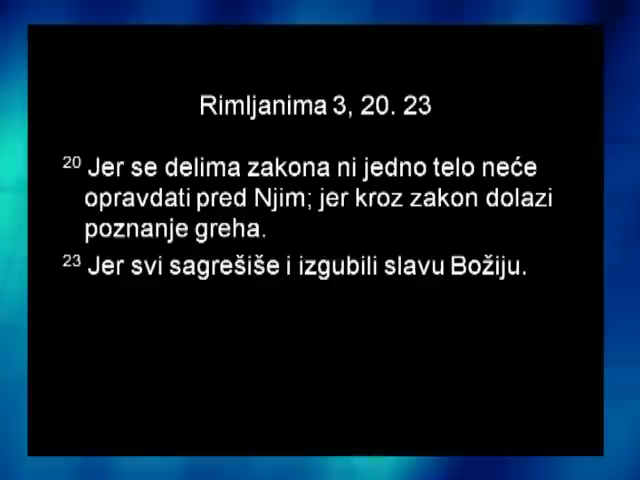 Rimljanima 3, 20. 23
20 Jer se delima zakona ni jedno telo neće
opravdati pred Njim; jer kroz zakon dolazi
poznanje greha.
23 Jer svi sagrešiše i izgubili slavu Božiju.